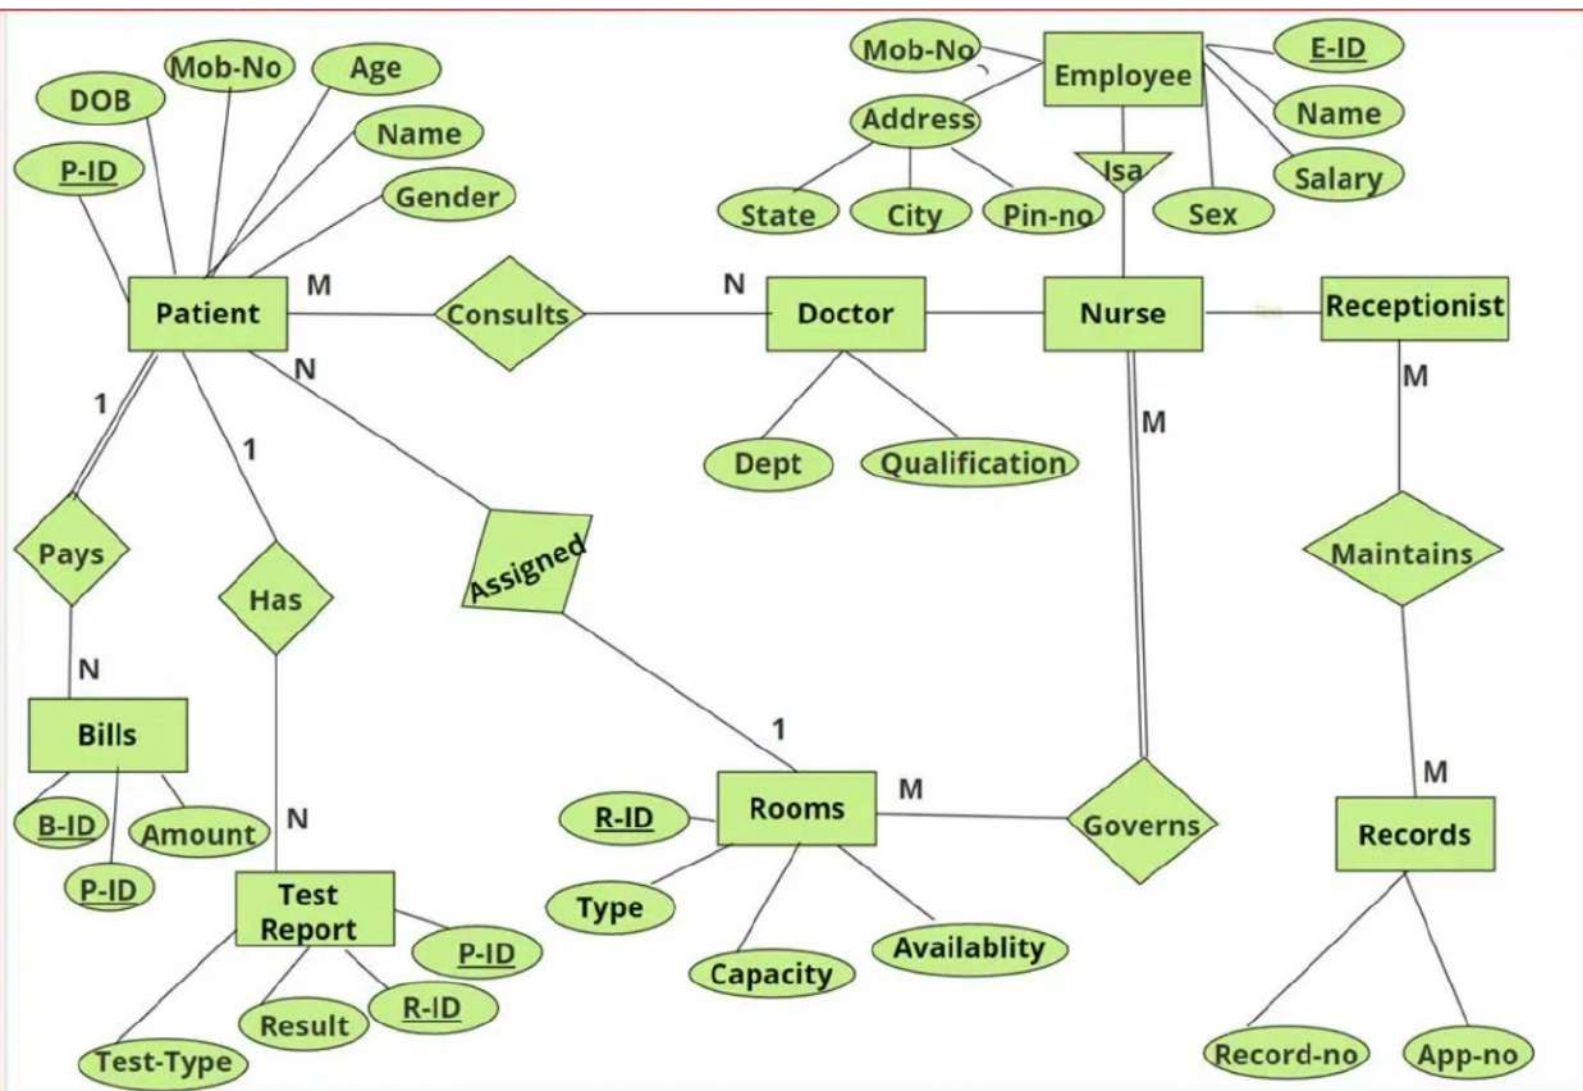 Mob-No
Employee
E-ID
Mob-No
Age
DOB
Address
Name
Name
P-ID
Isa
Salary
Gender
State
City
Pin-no
Sex
Patient
M
Consults
N
Doctor
Nurse
Receptionist
N
M
1
1
M
Dept
Qualification
Pays
Has
Assigned
Maintains
N
Bills
1
M
M
B-ID
Amount
N
R-ID
Rooms
Governs
Records
P-ID
Test
Report
Type
P-ID
Capacity
Availablity
Result
R-ID
Test-Type
Record-no
App-no